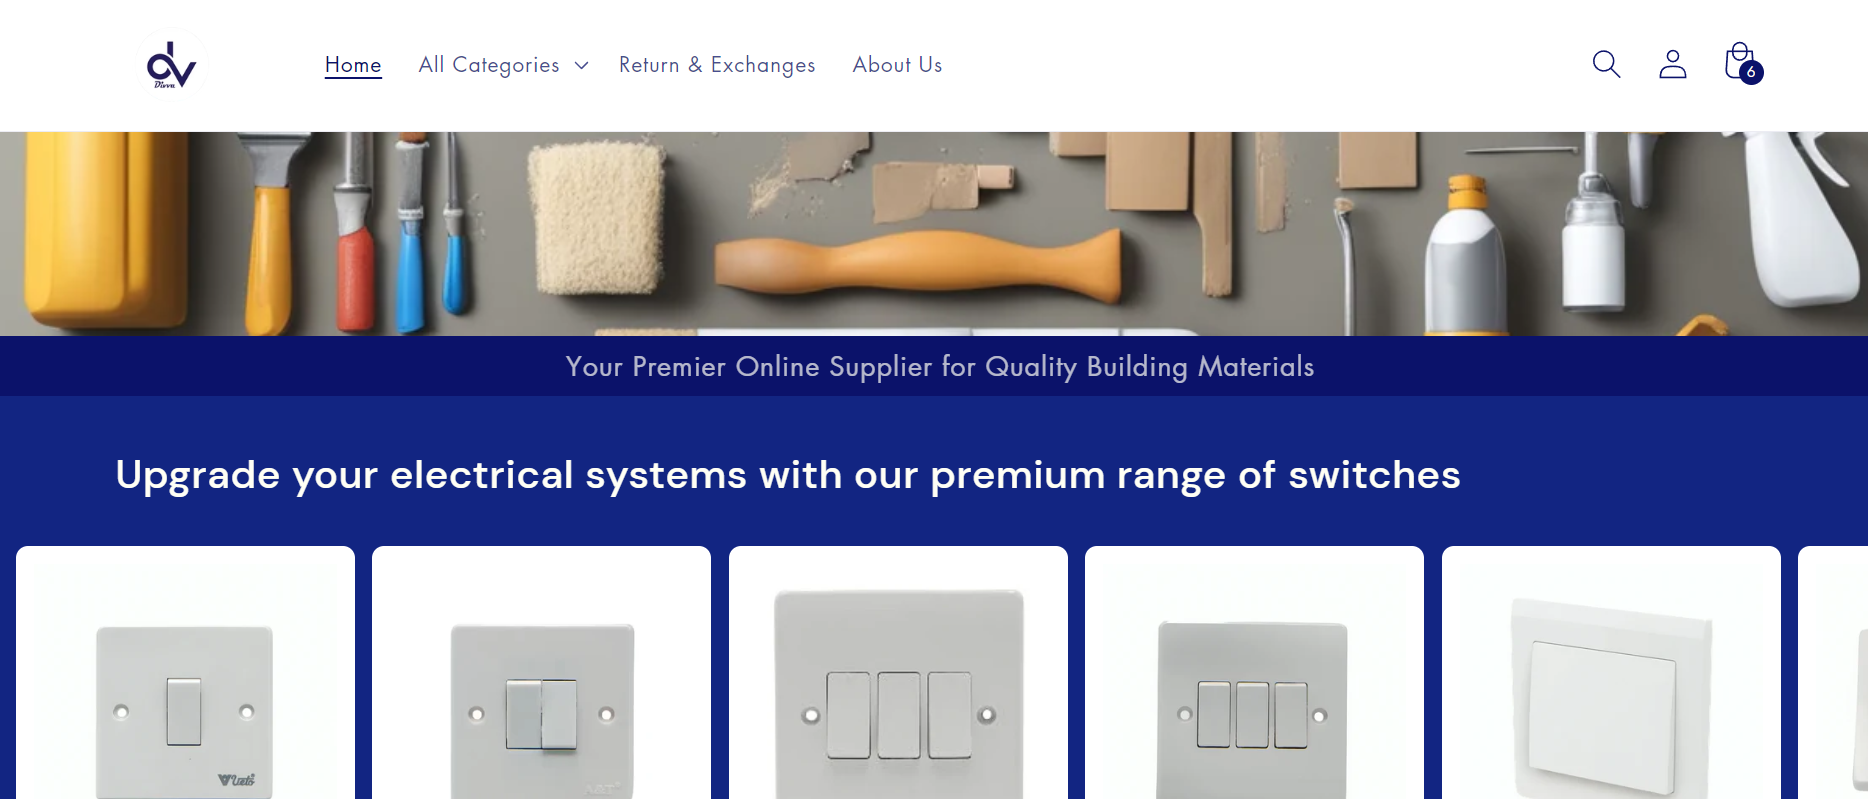 dv
Divva
Home
All Categories
Return & Exchanges
About Us
6
Your Premier Online Supplier for Quality Building Materials
Upgrade your electrical systems with our premium range of switches